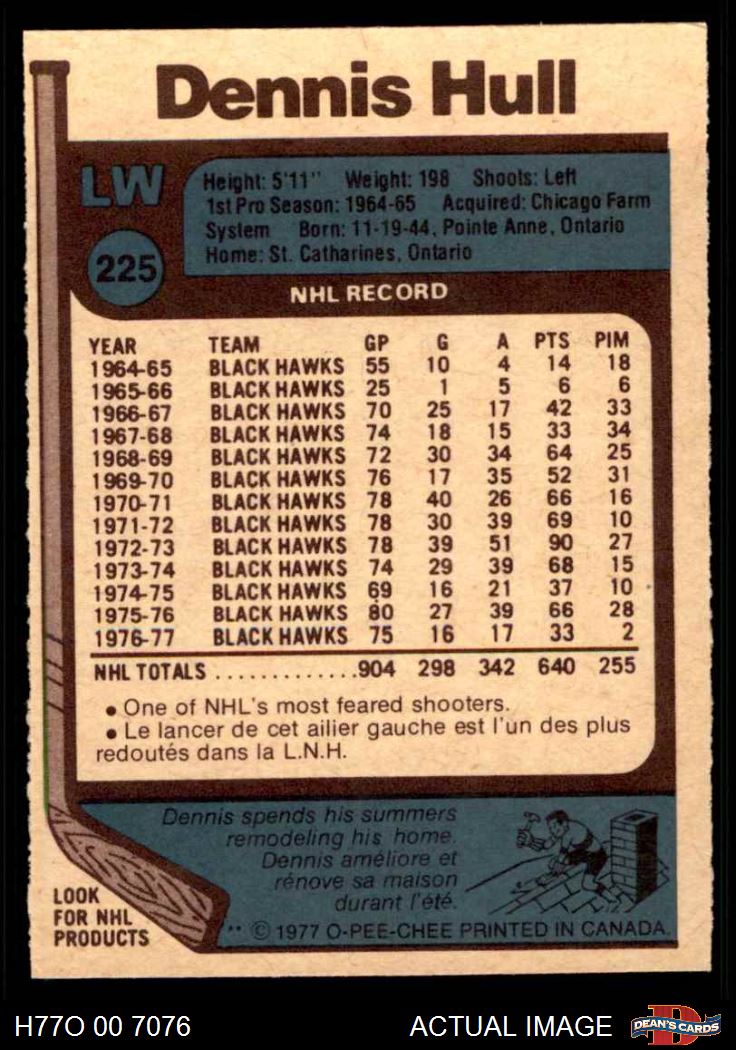 Dennis Hull
LW
Height: 5'11" Weight: 198 Shoots: Left
1st Pro Season: 1964-65 Acquired: Chicago Farm
System Born: 11-19-44, Pointe Anne, Ontario
Home: St. Catharines, Ontario
225
NHL RECORD
YEAR TEAM GP G A PTS PIM
1964-65 BLACK HAWKS 55 10 4 14 18
1965-66 BLACK HAWKS 25 1 5 6 6
1966-67 BLACK HAWKS 70 25 17 42 33
1967-68 BLACK HAWKS 74 18 15 33 34
1968-69 BLACK HAWKS 72 30 34 64 25
1969-70 BLACK HAWKS 76 17 35 52 31
1970-71 BLACK HAWKS 78 40 26 66 16
1971-72 BLACK HAWKS 78 30 39 69 10
1972-73 BLACK HAWKS 78 39 51 90 27
1973-74 BLACK HAWKS 74 29 39 68 15
1974-75 BLACK HAWKS 69 16 21 37 10
1975-76 BLACK HAWKS 80 27 39 66 28
1976-77 BLACK HAWKS 75 16 17 33 2
NHL TOTALS .............904 298 342 640 255
• One of NHL's most feared shooters.
• Le lancer de cet ailier gauche est l'un des plus
redoutés dans la L.N.H.
Dennis spends his summers
remodeling his home.
Dennis améliore et
rénove sa maison
durant l'été.
LOOK
FOR NHL
PRODUCTS
** © 1977 O-PEE-CHEE PRINTED IN CANADA.
H77O 00 7076
ACTUAL IMAGE
D
DEAN'S CARDS